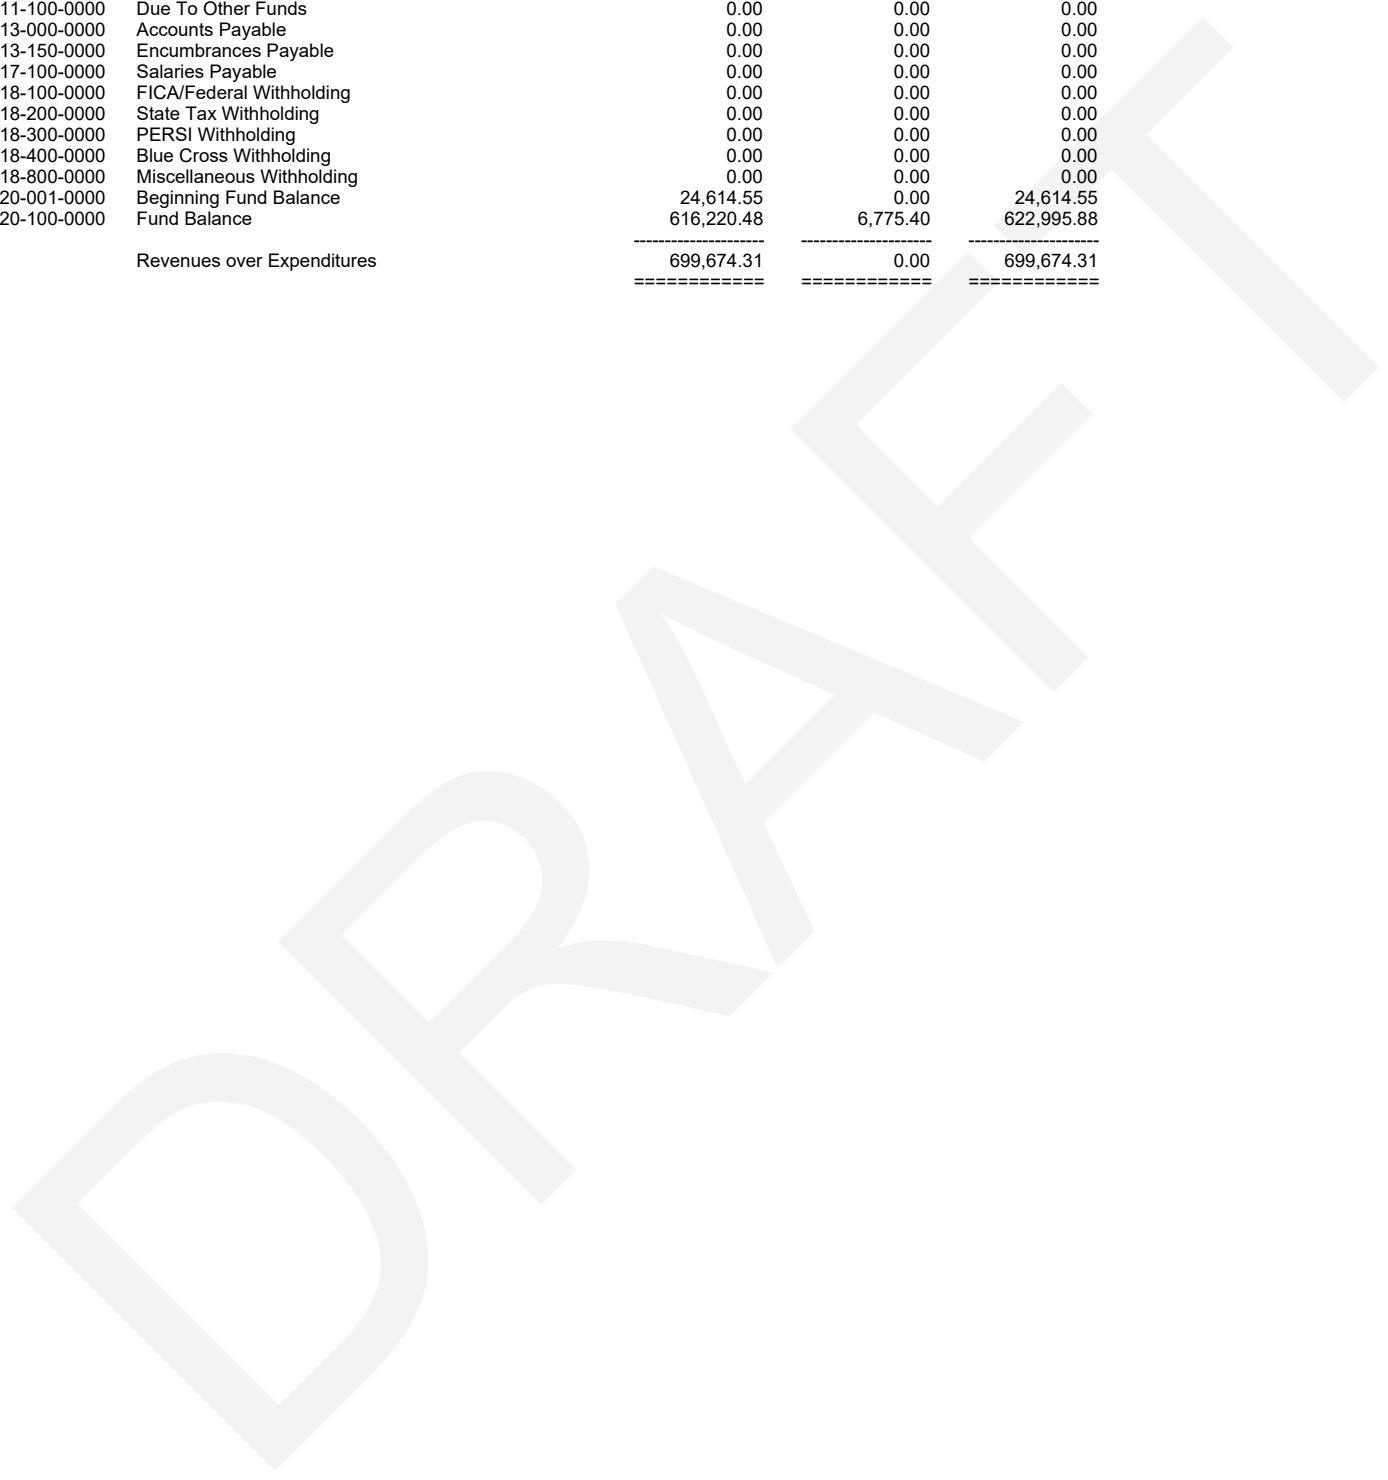 11-100-0000 Due To Other Funds 0.00 0.00 0.00
13-000-0000 Accounts Payable 0.00 0.00 0.00
13-150-0000 Encumbrances Payable 0.00 0.00 0.00
17-100-0000 Salaries Payable 0.00 0.00 0.00
18-100-0000 FICA/Federal Withholding 0.00 0.00 0.00
18-200-0000 State Tax Withholding 0.00 0.00 0.00
18-300-0000 PERSI Withholding 0.00 0.00 0.00
18-400-0000 Blue Cross Withholding 0.00 0.00 0.00
18-800-0000 Miscellaneous Withholding 0.00 0.00 0.00
20-001-0000 Beginning Fund Balance 24,614.55 0.00 24,614.55
20-100-0000 Fund Balance 616,220.48 6,775.40 622,995.88
--------------------- --------------------- ---------------------
Revenues over Expenditures 699,674.31 0.00 699,674.31
============ ============ ============
DRAFT